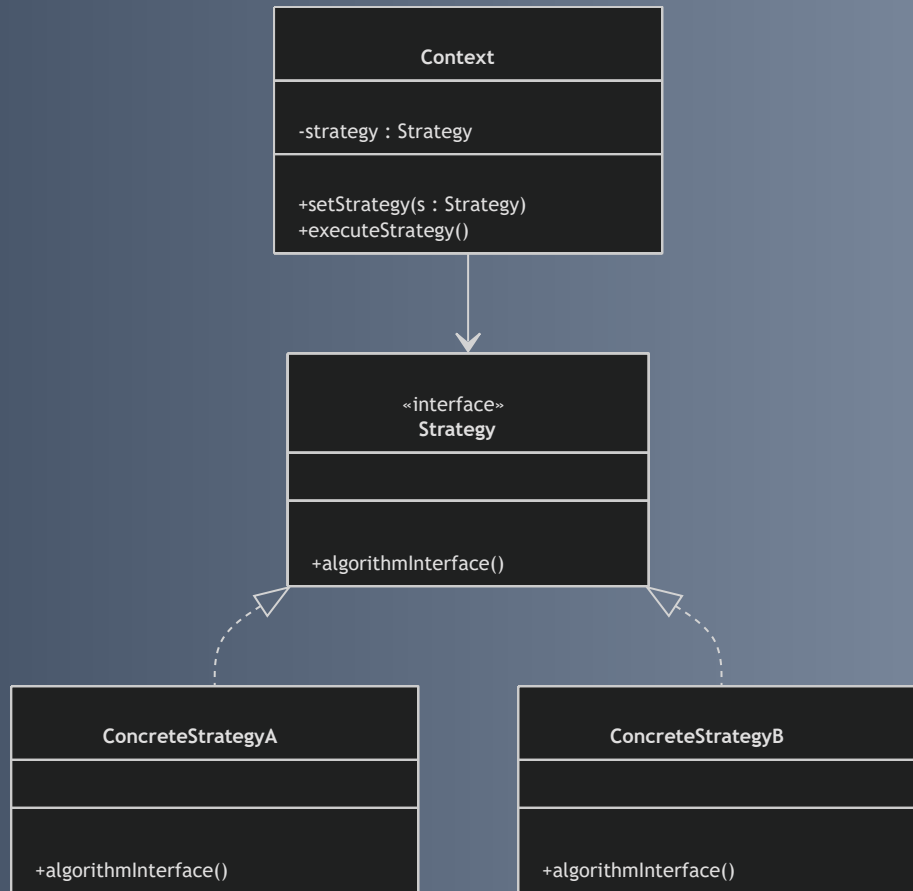 Context
-strategy : Strategy
+setStrategy(s : Strategy)
+executeStrategy()
«interface»
Strategy
+algorithmInterface()
ConcreteStrategyA
+algorithmInterface()
ConcreteStrategyB
+algorithmInterface()